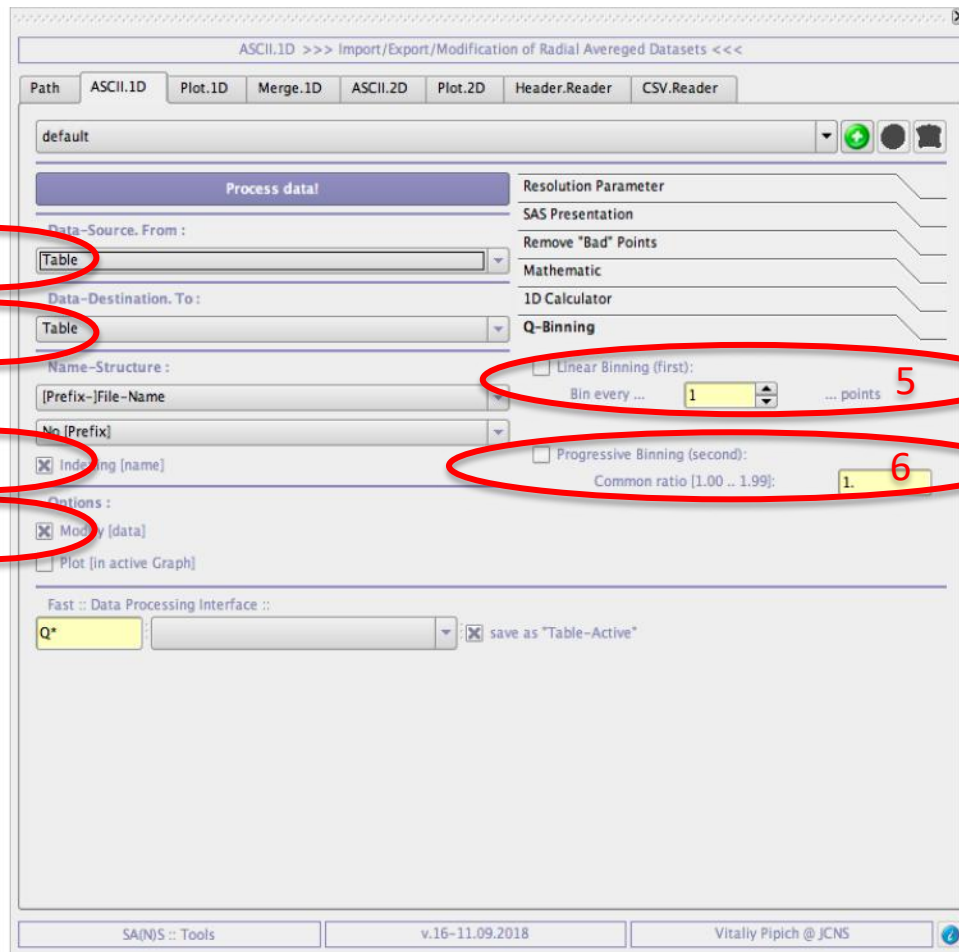 ASCII.1D >>> Import/Export/Modification of Radial Avereged Datasets <<<
Path ASCII.1D Plot.1D Merge.1D ASCII.2D Plot.2D Header.Reader CSV.Reader
default
Process data!
Data-Source. From :
Table
Data-Destination. To :
Table
Name-Structure :
[Prefix-]File-Name
No [Prefix]
Indexing [name]
Options :
Modify [data]
Plot [in active Graph]
Resolution Parameter
SAS Presentation
Remove "Bad" Points
Mathematic
1D Calculator
Q-Binning
Linear Binning (first):
Bin every ... 1 ... points
5
Progressive Binning (second):
6
Common ratio [1.00 .. 1.99]: 1.
Fast :: Data Processing Interface ::
Q* : : save as "Table-Active"
SA(N)S :: Tools v.16-11.09.2018 Vitaliy Pipich @ JCNS